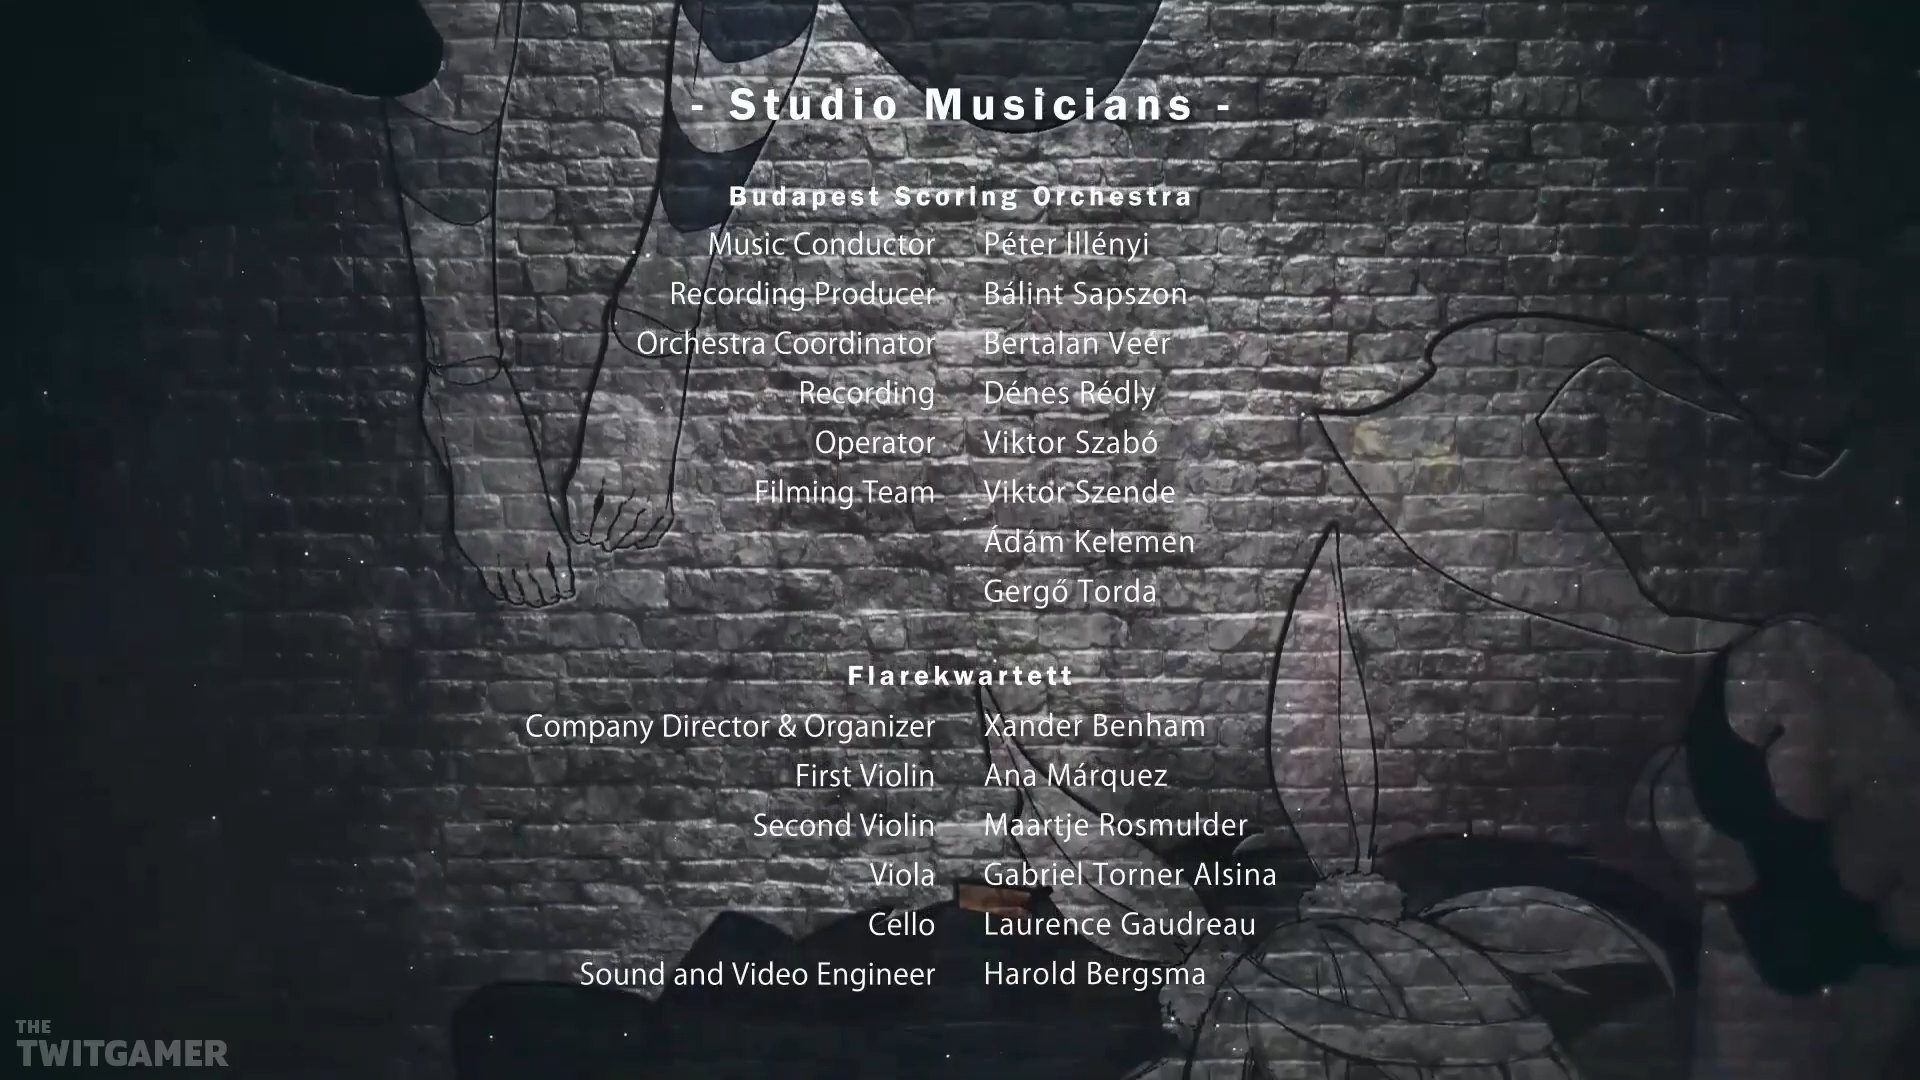 - Studio Musicians -
Budapest Scoring Orchestra
Music Conductor Péter Illényi
Recording Producer Bálint Sapszon
Orchestra Coordinator Bertalan Veér
Recording Dénes Rédly
Operator Viktor Szabó
Filming Team Viktor Szende
Ádám Kelemen
Gergő Torda
Flarekwartett
Company Director & Organizer Xander Benham
First Violin Ana Márquez
Second Violin Maartje Rosmulder
Viola Gabriel Torner Alsina
Cello Laurence Gaudreau
Sound and Video Engineer Harold Bergsma
THE
TWITGAMER